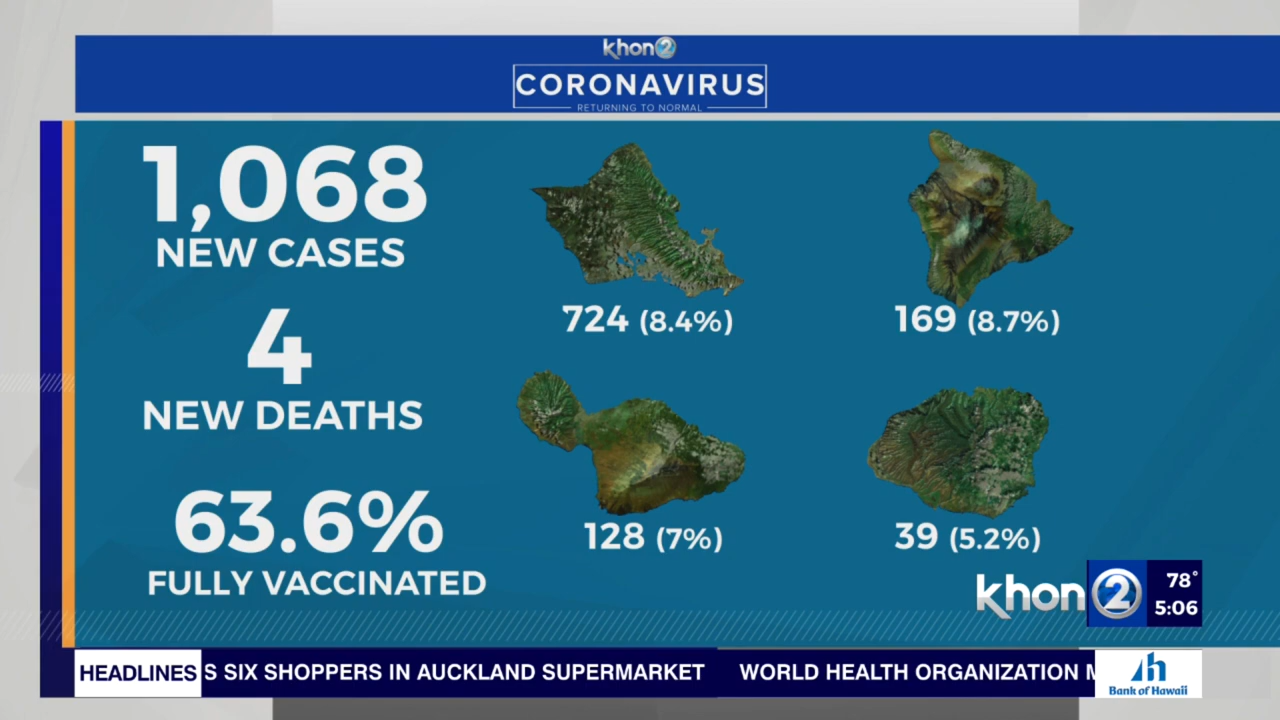 khon2
CORONAVIRUS
RETURNING TO NORMAL
1,068
NEW CASES
4
NEW DEATHS
63.6%
FULLY VACCINATED
724 (8.4%)
169 (8.7%)
128 (7%)
39 (5.2%)
khon2
78°
5:06
HEADLINES S SIX SHOPPERS IN AUCKLAND SUPERMARKET WORLD HEALTH ORGANIZATION M
Bank of Hawaii